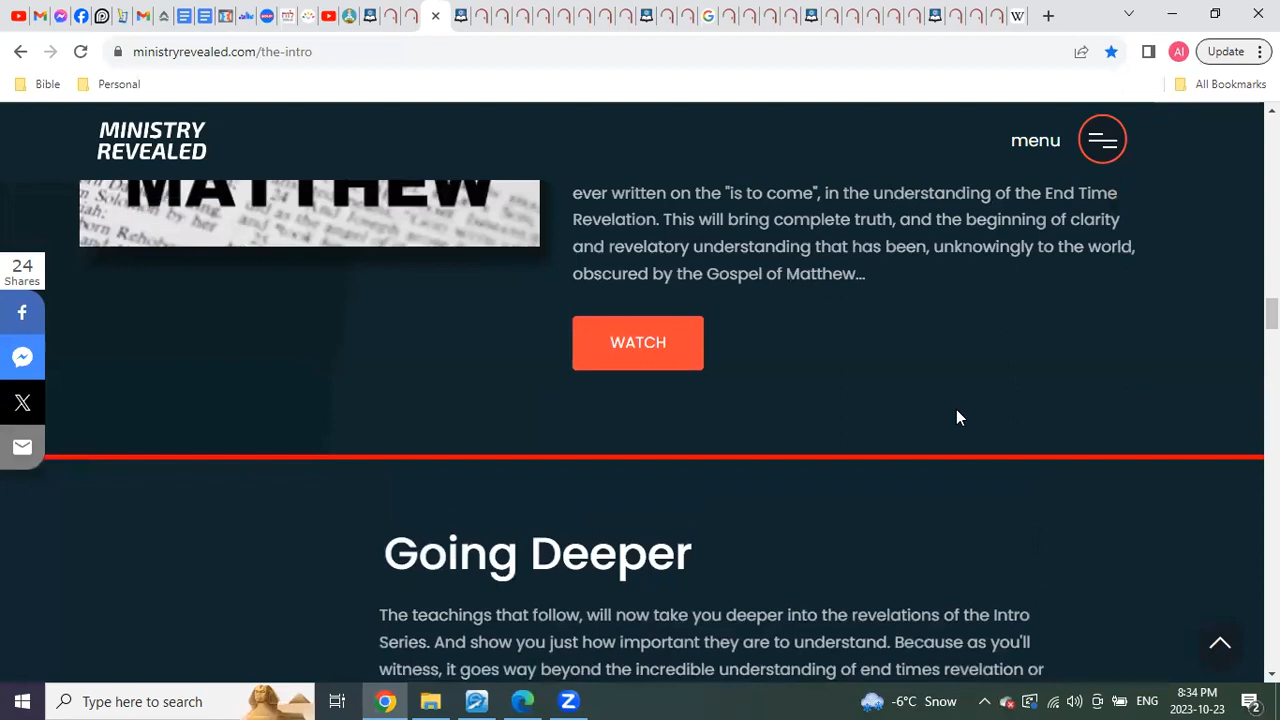 ministryrevealed.com/the-intro
AI
Update
Bible
Personal
All Bookmarks
MINISTRY
REVEALED
menu
MATTHEW
24
Shares
ever written on the "is to come", in the understanding of the End Time
Revelation. This will bring complete truth, and the beginning of clarity
and revelatory understanding that has been, unknowingly to the world,
obscured by the Gospel of Matthew...
WATCH
Going Deeper
The teachings that follow, will now take you deeper into the revelations of the Intro
Series. And show you just how important they are to understand. Because as you'll
witness, it goes way beyond the incredible understanding of end times revelation or
Type here to search
-6°C Snow
ENG
8:34 PM
2023-10-23
2